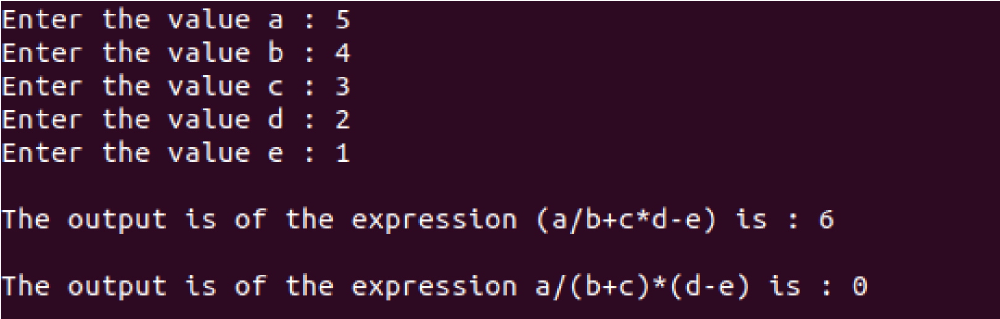 Enter the value a : 5
Enter the value b : 4
Enter the value c : 3
Enter the value d : 2
Enter the value e : 1
The output is of the expression (a/b+c*d-e) is : 6
The output is of the expression a/(b+c)*(d-e) is : 0